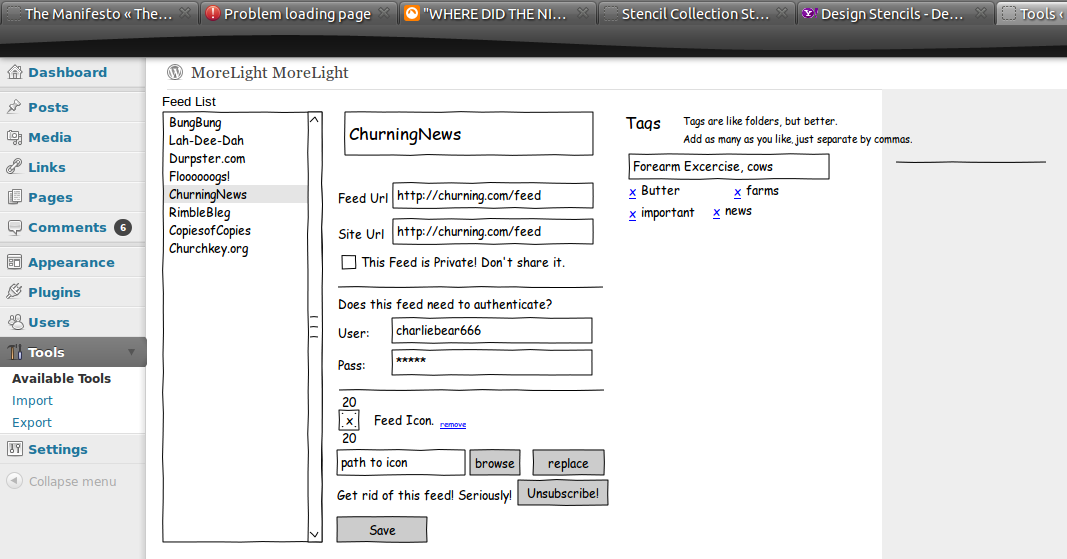 The Manifesto « The...
Problem loading page
"WHERE DID THE NI...
Stencil Collection St...
Design Stencils - De...
Tools ‹
Dashboard
Posts
Media
Links
Pages
Comments 6
Appearance
Plugins
Users
Tools
Available Tools
Import
Export
Settings
Collapse menu
MoreLight MoreLight
Feed List
BungBung
Lah-Dee-Dah
Durpster.com
Floooooogs!
ChurningNews
RimbleBleg
CopiesofCopies
Churchkey.org
ChurningNews
Feed Url http://churning.com/feed
Site Url http://churning.com/feed
This Feed is Private! Don't share it.
Does this feed need to authenticate?
User: charliebear666
Pass: *****
20
x Feed Icon. remove
20
path to icon browse replace
Get rid of this feed! Seriously! Unsubscribe!
Save
Tags
Tags are like folders, but better.
Add as many as you like, just separate by commas.
Forearm Excercise, cows
x Butter x farms
x important x news